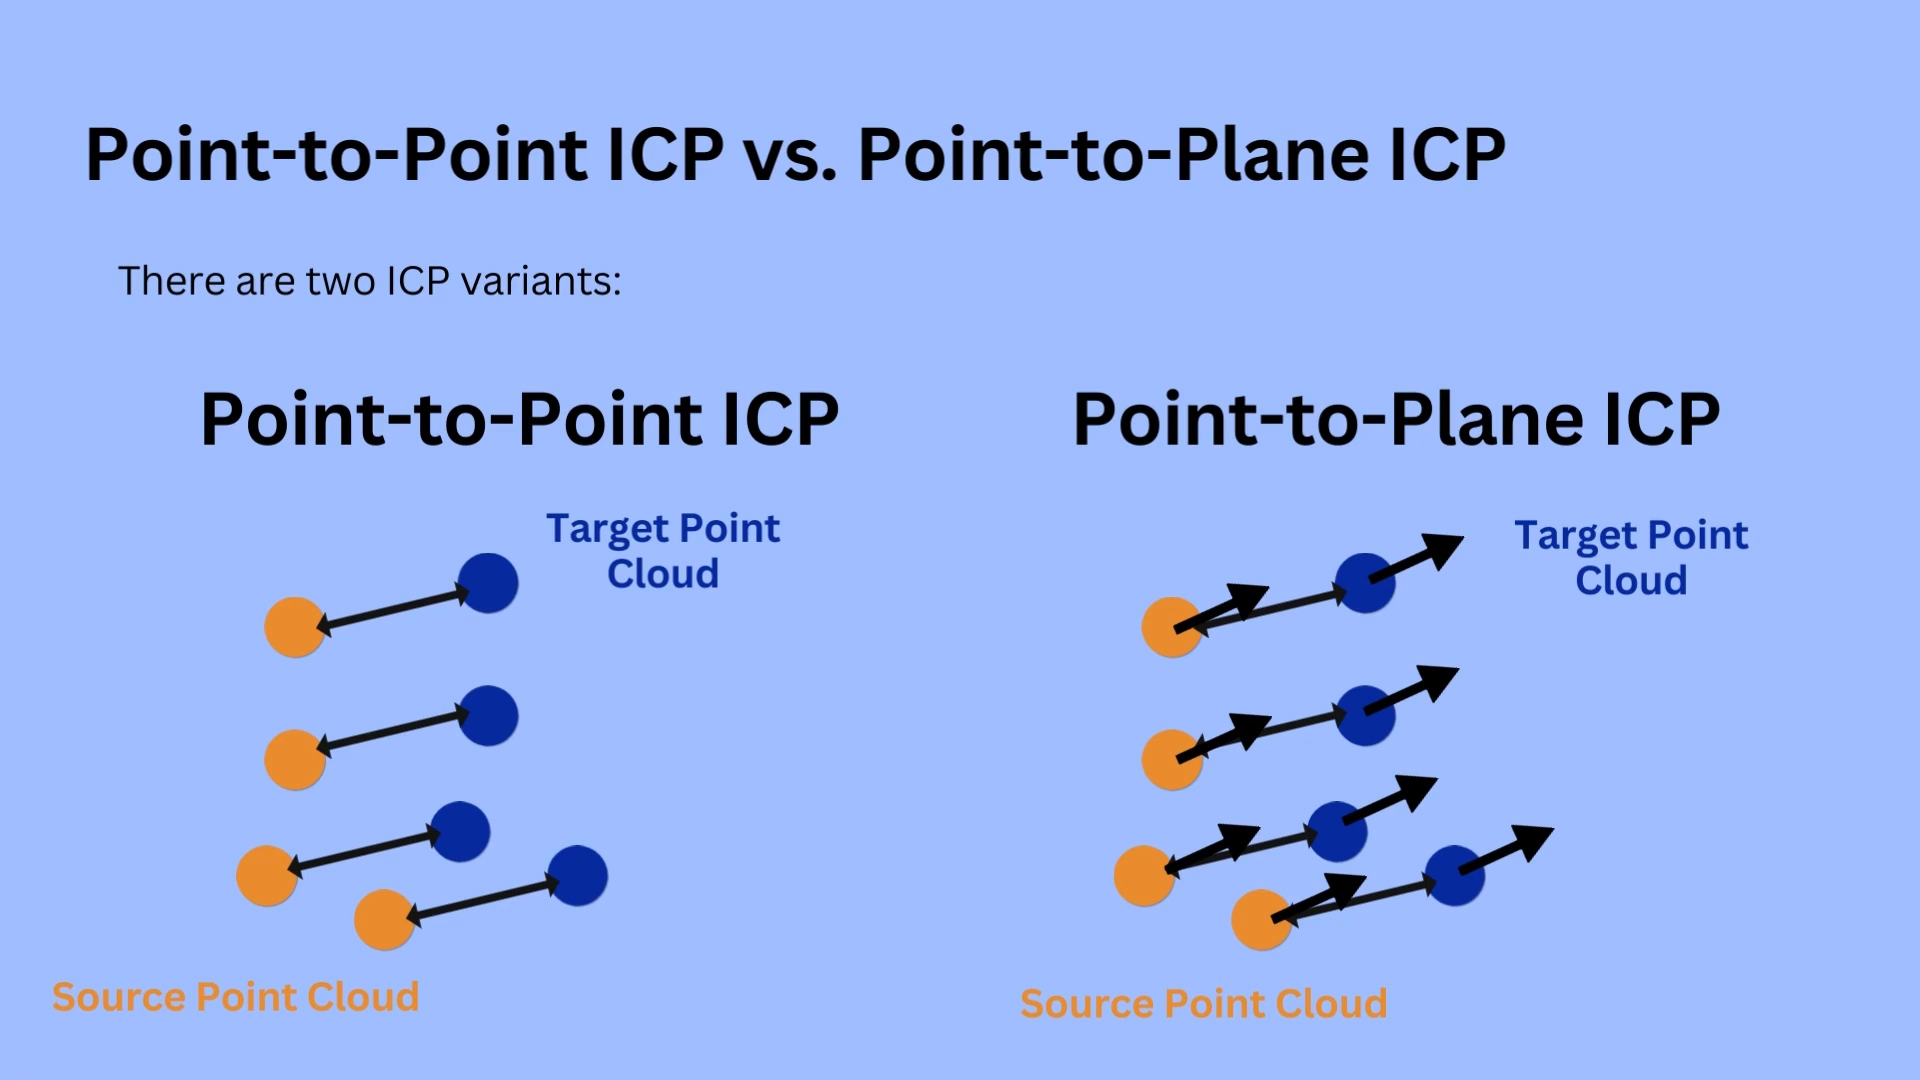 Point-to-Point ICP vs. Point-to-Plane ICP
There are two ICP variants:
Point-to-Point ICP
Target Point
Cloud
Source Point Cloud
Point-to-Plane ICP
Target Point
Cloud
Source Point Cloud